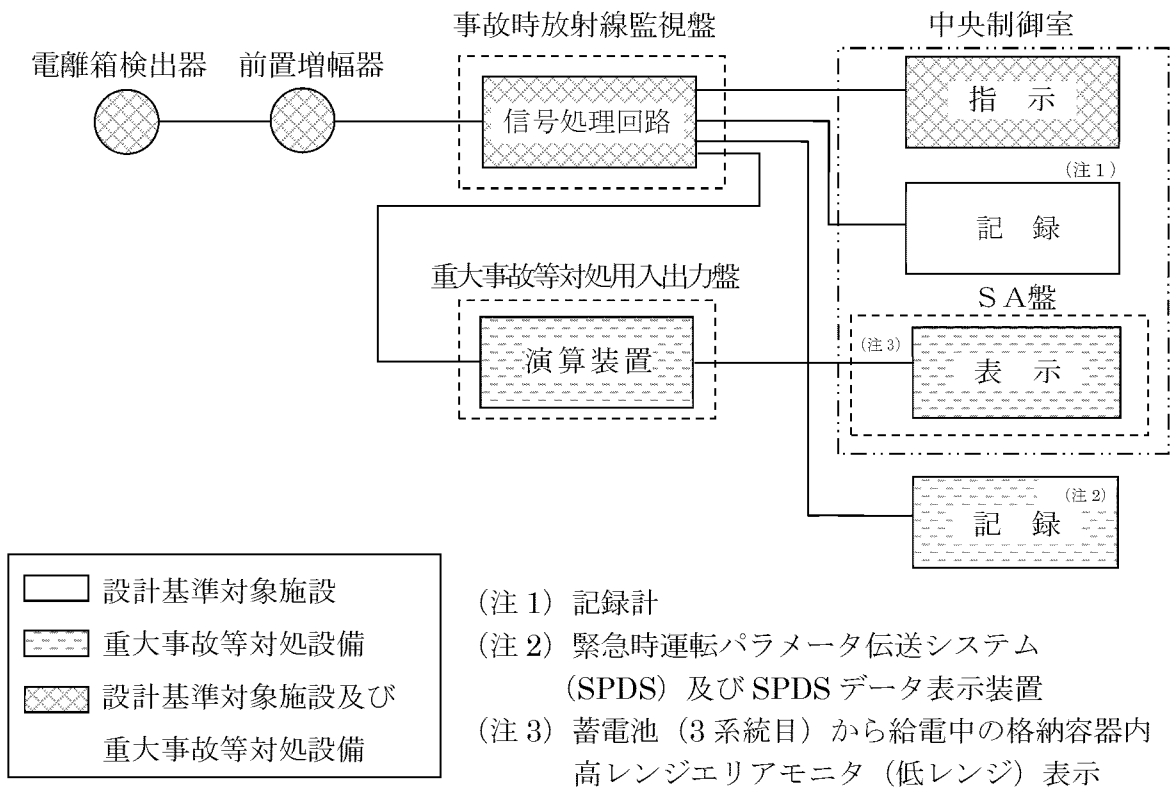 事故時放射線監視盤
中央制御室
電離箱検出器
前置増幅器
信号処理回路
指示
(注1)
記録
重大事故等対処用入出力盤
SA盤
演算装置
(注3)
表示
(注2)
記録
設計基準対象施設
重大事故等対処設備
設計基準対象施設及び
重大事故等対処設備
(注1) 記録計
(注2) 緊急時運転パラメータ伝送システム
(SPDS) 及び SPDS データ表示装置
(注3) 蓄電池 (3系統目) から給電中の格納容器内
高レンジエリアモニタ (低レンジ) 表示